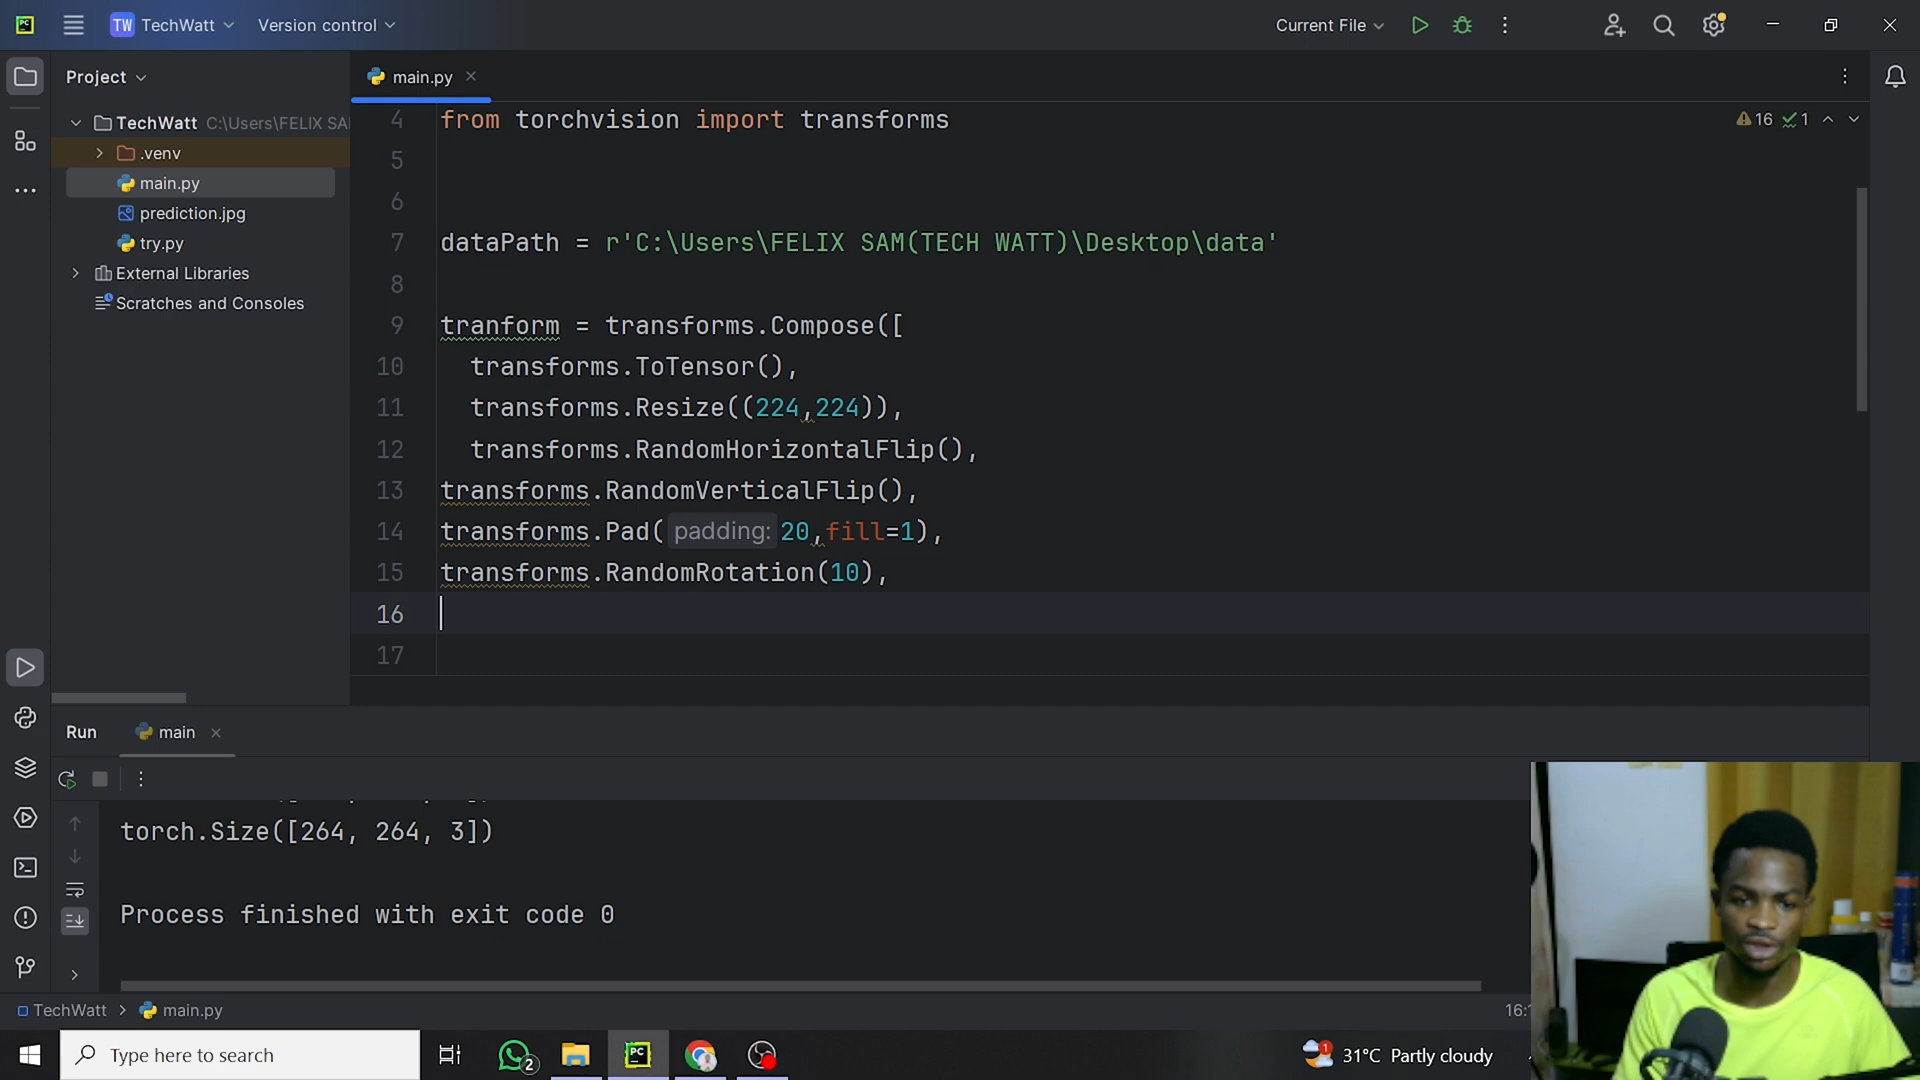 TW TechWatt Version control Current File
Project main.py
TechWatt C:\Users\FELIX SA
.venv
main.py
prediction.jpg
try.py
External Libraries
Scratches and Consoles
16 1
4 from torchvision import transforms
5
6
7 dataPath = r'C:\Users\FELIX SAM(TECH WATT)\Desktop\data'
8
9 tranform = transforms.Compose([
10 transforms.ToTensor(),
11 transforms.Resize((224,224)),
12 transforms.RandomHorizontalFlip(),
13 transforms.RandomVerticalFlip(),
14 transforms.Pad( padding: 20,fill=1),
15 transforms.RandomRotation(10),
16
17
Run main
torch.Size([264, 264, 3])
Process finished with exit code 0
TechWatt > main.py 16:
Type here to search 2 PC 1 31°C Partly cloudy